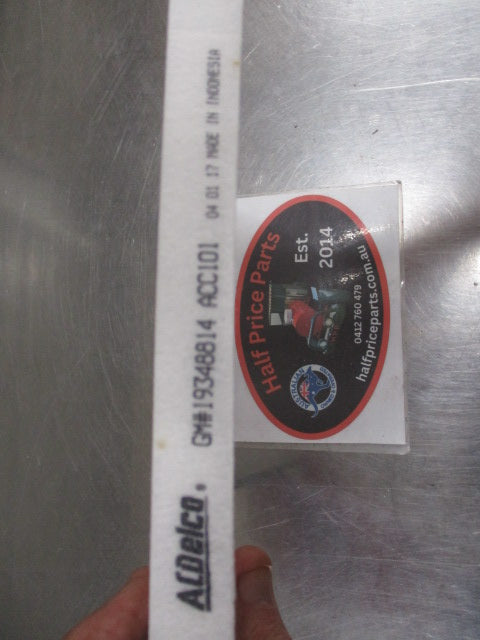 ACDelco® GM#19348814 ACC101 04 01 17 MADE IN INDONESIA
Half Price Parts
Est.
2014
0412 760 479
halfpriceparts.com.au
AUSTRALIAN